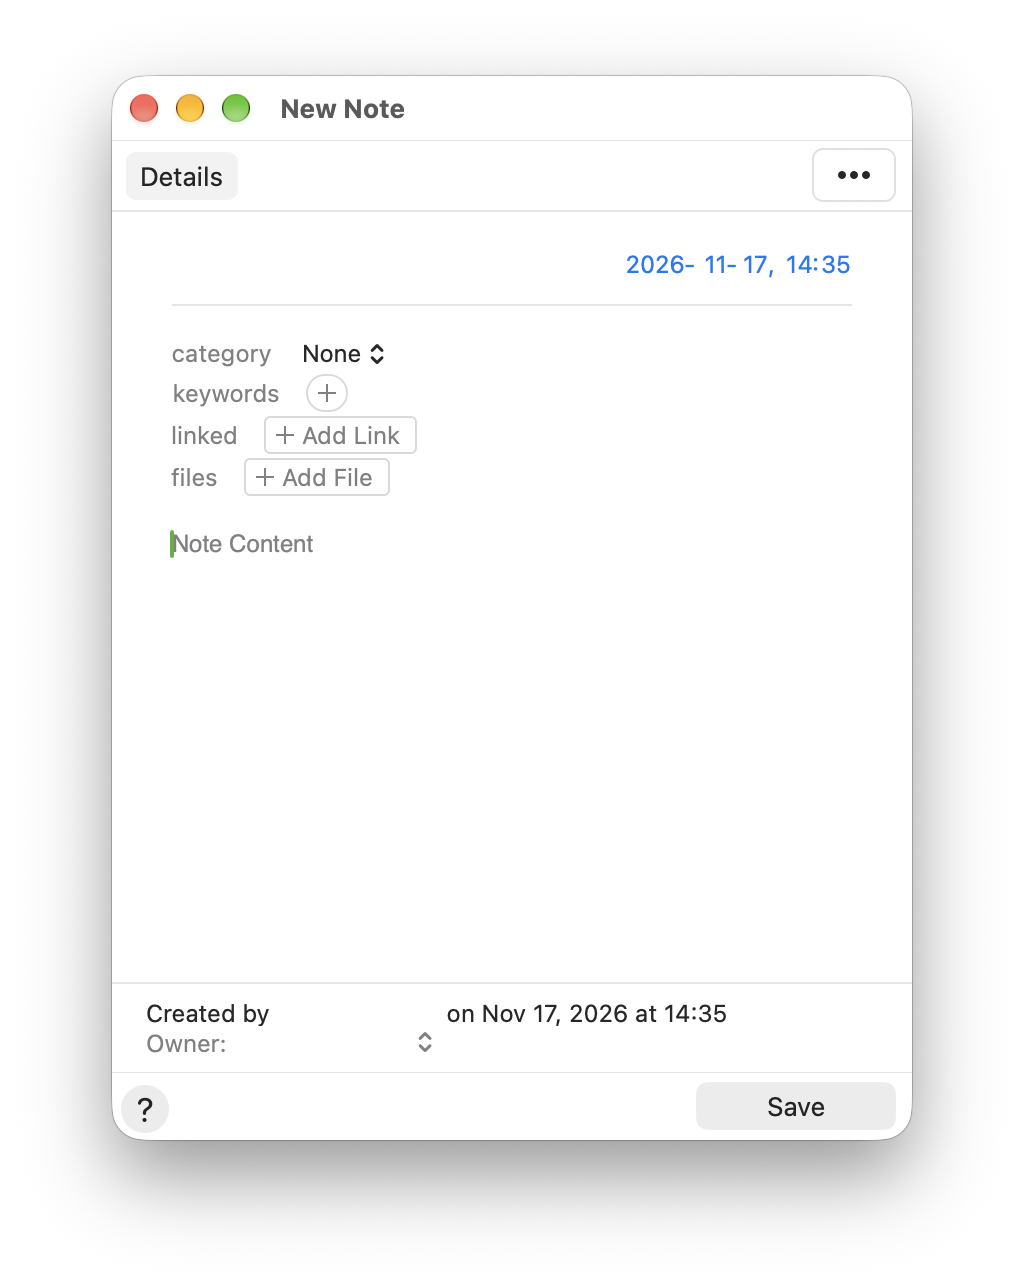 New Note
Details
2026- 11- 17, 14:35
category None
keywords +
linked + Add Link
files + Add File
Note Content
Created by on Nov 17, 2026 at 14:35
Owner:
? Save